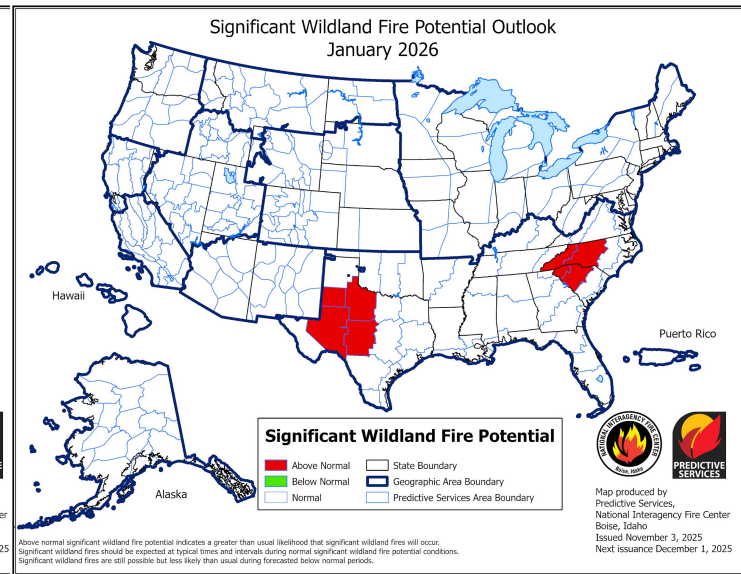 Significant Wildland Fire Potential Outlook
January 2026
Hawaii
Puerto Rico
Alaska
Significant Wildland Fire Potential
Above Normal
Below Normal
Normal
State Boundary
Geographic Area Boundary
Predictive Services Area Boundary
NATIONAL INTERAGENCY FIRE CENTER
Boise, Idaho
PREDICTIVE
SERVICES
Map produced by
Predictive Services,
National Interagency Fire Center
Boise, Idaho
Issued November 3, 2025
Next issuance December 1, 2025
Above normal significant wildland fire potential indicates a greater than usual likelihood that significant wildland fires will occur.
Significant wildland fires should be expected at typical times and intervals during normal significant wildland fire potential conditions.
Significant wildland fires are still possible but less likely than usual during forecasted below normal periods.
E
er
25